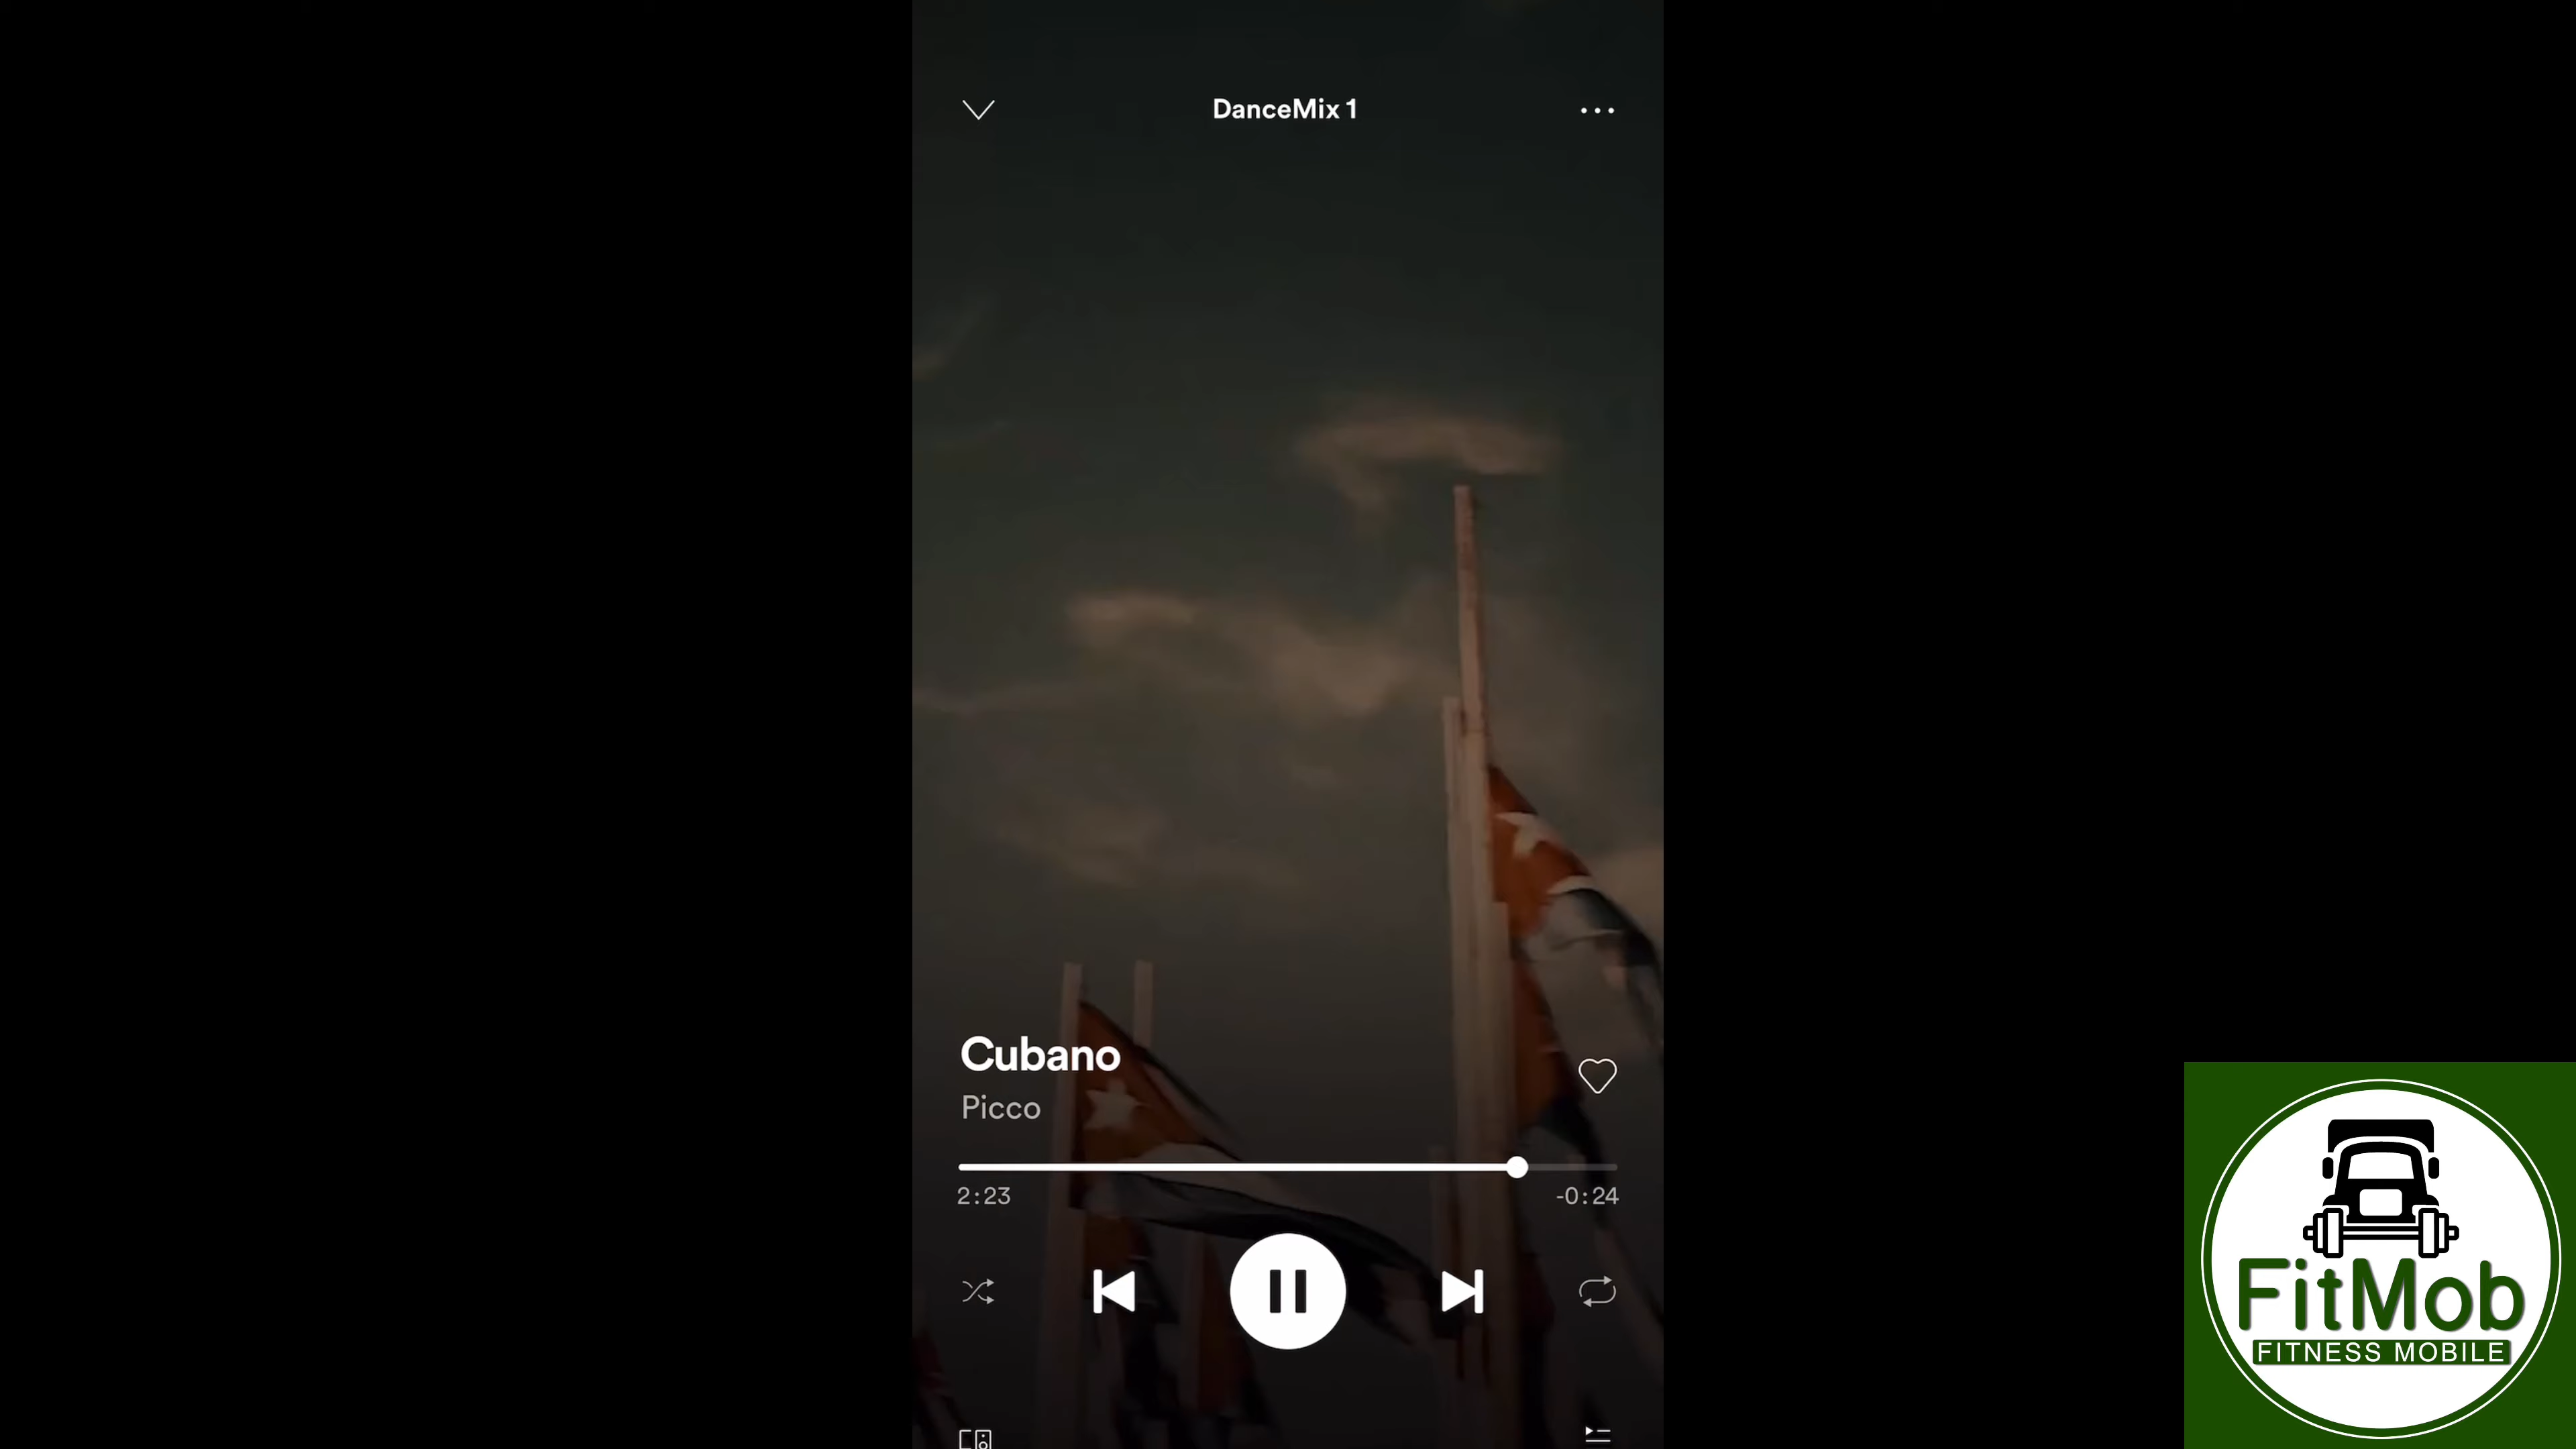 DanceMix 1
Cubano
Picco
2:23
-0:24
FitMob
FITNESS MOBILE